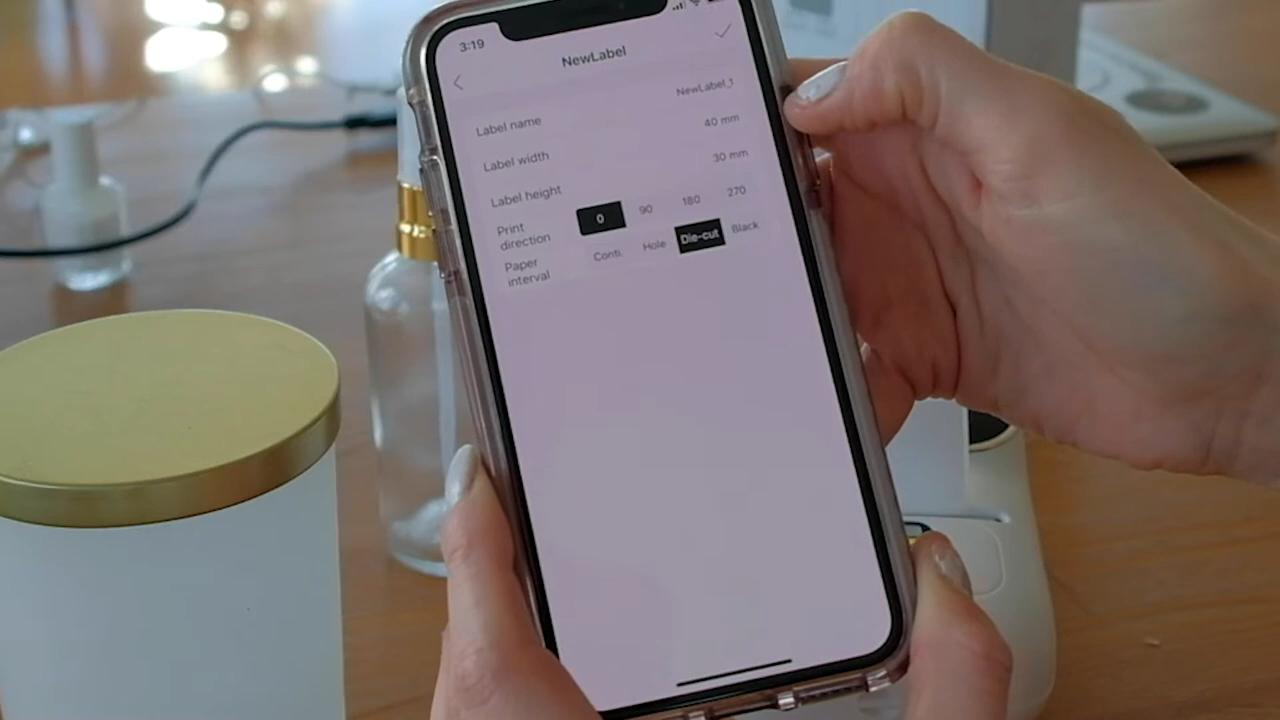 3:19
NewLabel
Label name NewLabel_1
Label width 40 mm
Label height 30 mm
Print direction 0 90 180 270
Paper interval Conti. Hole Die-cut Black